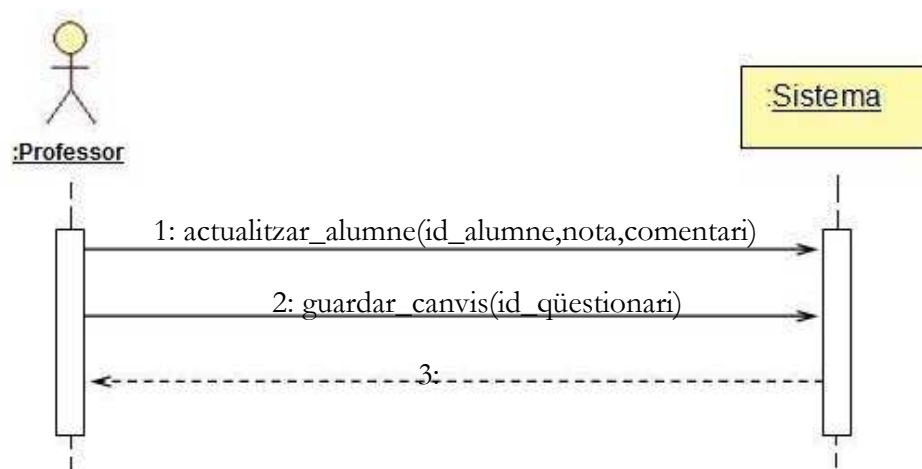 :Sistema
:Professor
1: actualitzar_alumne(id_alumne,nota,comentari)
2: guardar_canvis(id_qüestionari)
3: